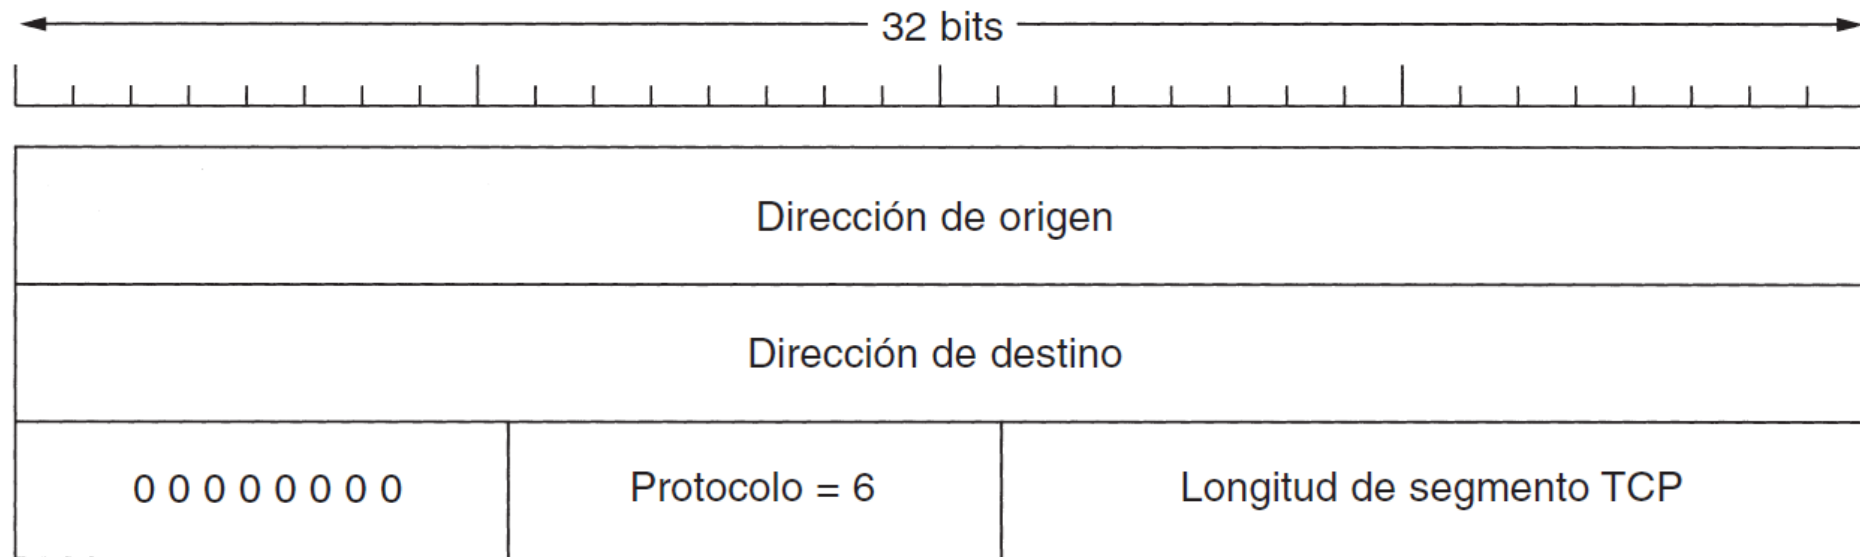 32 bits
Dirección de origen
Dirección de destino
0 0 0 0 0 0 0 0 Protocolo = 6 Longitud de segmento TCP